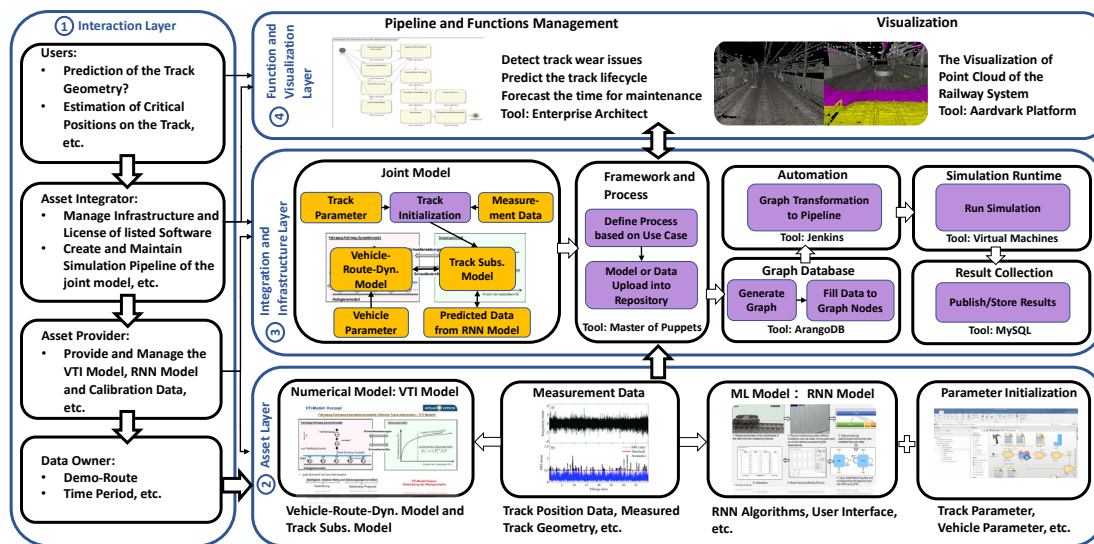 1 Interaction Layer
Users:
• Prediction of the Track
Geometry?
• Estimation of Critical
Positions on the Track,
etc.
Asset Integrator:
• Manage Infrastructure and
License of listed Software
• Create and Maintain
Simulation Pipeline of the
joint model, etc.
Asset Provider:
• Provide and Manage the
VTI Model, RNN Model
and Calibration Data,
etc.
Data Owner:
• Demo-Route
• Time Period, etc.
4 Function and
Visualization
Layer
Pipeline and Functions Management
Detect track wear issues
Predict the track lifecycle
Forecast the time for maintenance
Tool: Enterprise Architect
Visualization
The Visualization of
Point Cloud of the
Railway System
Tool: Aardvark Platform
3 Integration and
Infrastructure Layer
Joint Model
Track
Parameter
Track
Initialization
Measure-
ment Data
Vehicle-
Route-Dyn.
Model
Track Subs.
Model
Vehicle
Parameter
Predicted Data
from RNN Model
Framework and
Process
Define Process
based on Use Case
Model or Data
Upload into
Repository
Tool: Master of Puppets
Automation
Graph Transformation
to Pipeline
Tool: Jenkins
Graph Database
Generate
Graph
Fill Data to
Graph Nodes
Tool: ArangoDB
Simulation Runtime
Run Simulation
Tool: Virtual Machines
Result Collection
Publish/Store Results
Tool: MySQL
2 Asset Layer
Numerical Model: VTI Model
VTI-Modell: Konzept
Vehicle-Route-Dyn. Model and
Track Subs. Model
Measurement Data
Track Position Data, Measured
Track Geometry, etc.
ML Model： RNN Model
RNN Algorithms, User Interface,
etc.
Parameter Initialization
Track Parameter,
Vehicle Parameter, etc.